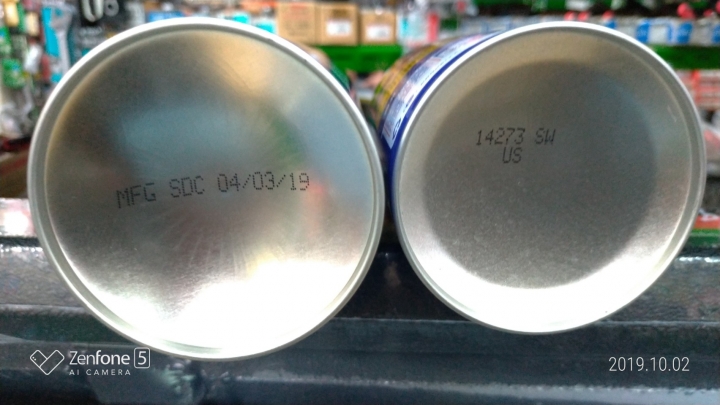 MFG SDC 04/03/19
14273 SW
US
Zenfone 5
AI CAMERA
2019.10.02